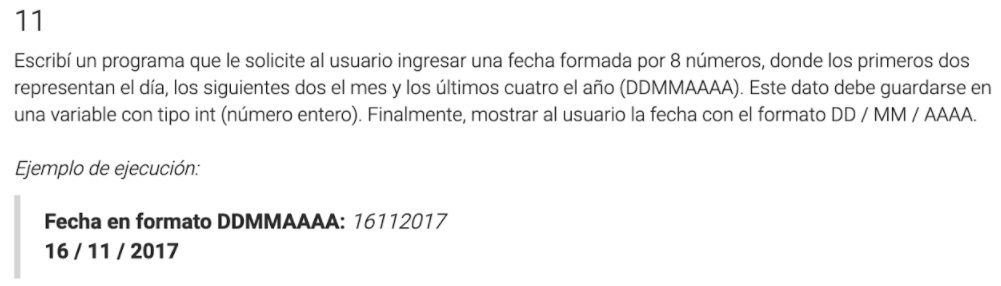 11
Escribí un programa que le solicite al usuario ingresar una fecha formada por 8 números, donde los primeros dos
representan el día, los siguientes dos el mes y los últimos cuatro el año (DDMMAAAA). Este dato debe guardarse en
una variable con tipo int (número entero). Finalmente, mostrar al usuario la fecha con el formato DD / MM / AAAA.
Ejemplo de ejecución:
Fecha en formato DDMMAAAA: 16112017
16 / 11 / 2017